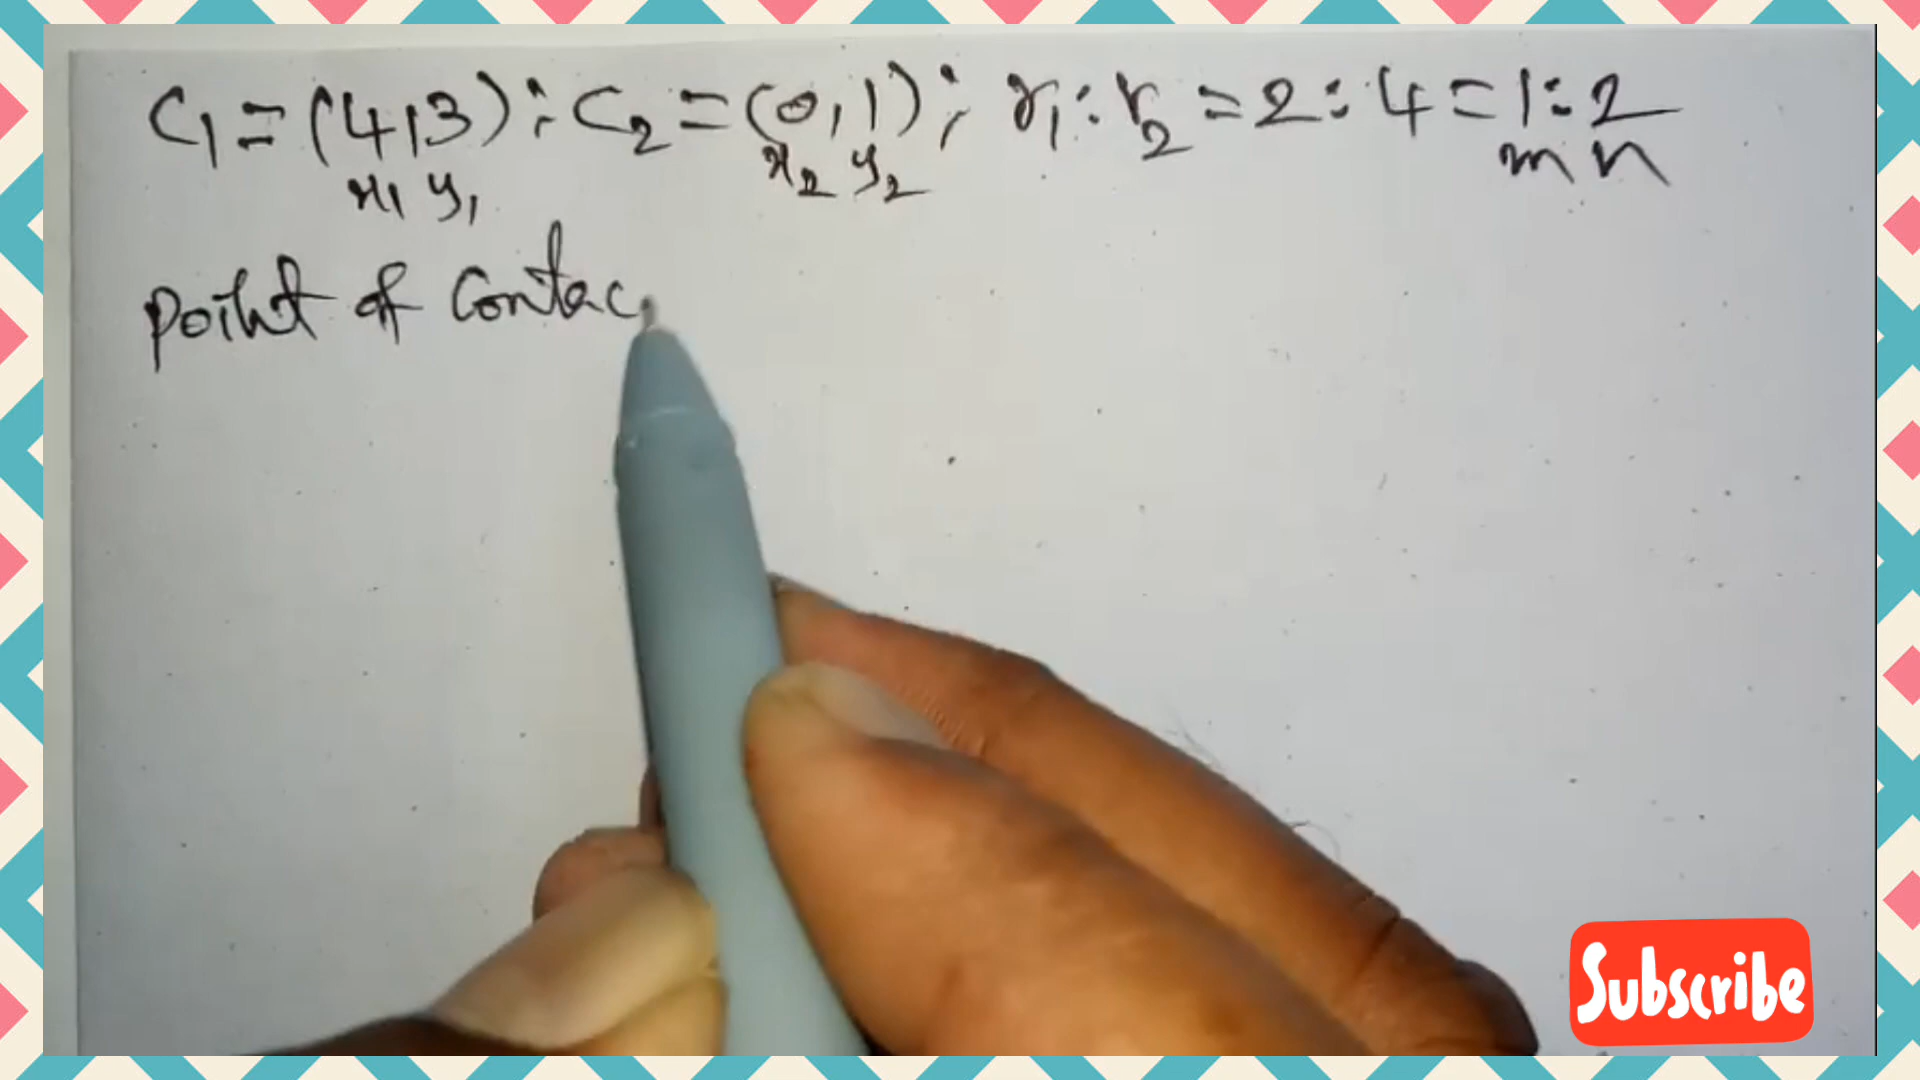 C₁ = (4,3) ; C₂ = (0,1) ; r₁ : r₂ = 2 : 4 = 1 : 2
x₁ y₁ x₂ y₂ m n
Point of Contac
Subscribe